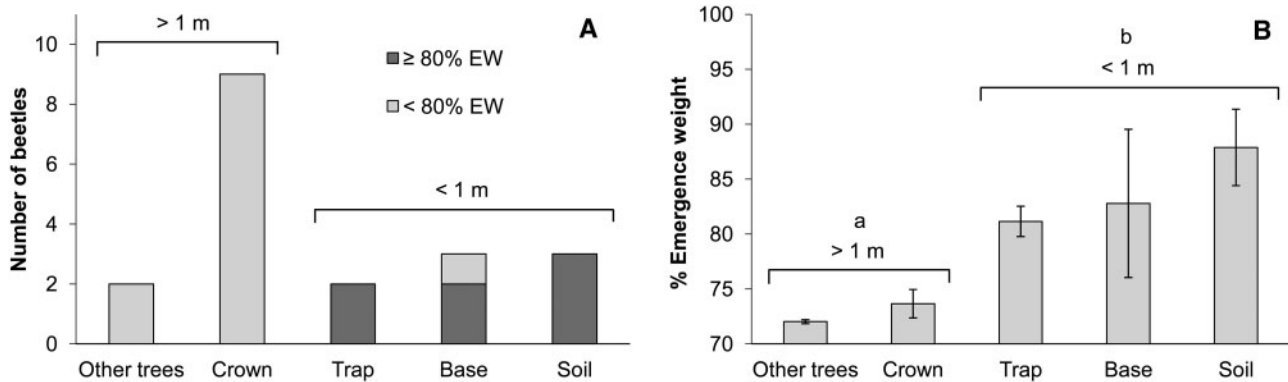 A
Number of beetles
10
8
6
4
2
0
> 1 m
≥ 80% EW
< 80% EW
< 1 m
Other trees Crown Trap Base Soil
B
% Emergence weight
100
95
90
85
80
75
70
a
> 1 m
b
< 1 m
Other trees Crown Trap Base Soil